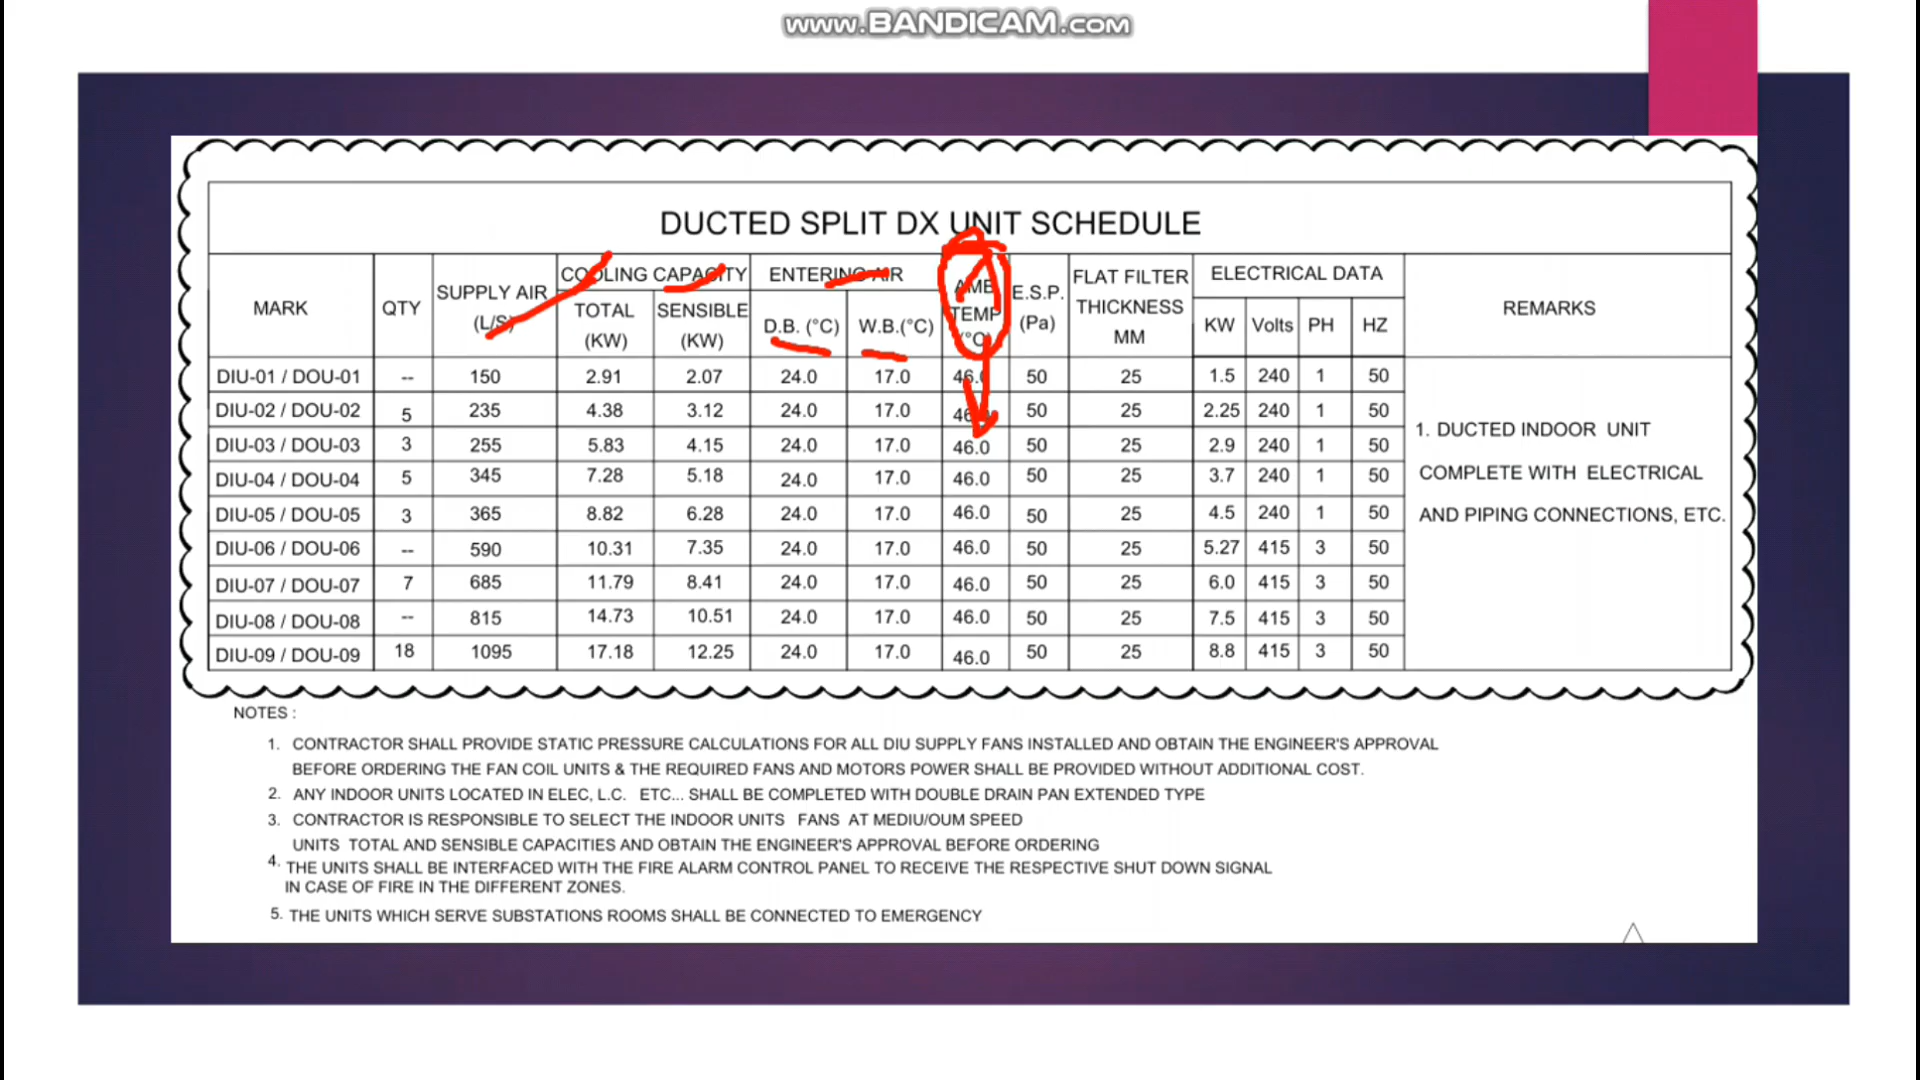 www.BANDICAM.com
DUCTED SPLIT DX UNIT SCHEDULE
MARK QTY SUPPLY AIR (L/S) COOLING CAPACITY TOTAL (KW) SENSIBLE (KW) ENTERING AIR D.B. (°C) W.B.(°C) AMB TEMP (°C) E.S.P. (Pa) FLAT FILTER THICKNESS MM ELECTRICAL DATA KW Volts PH HZ REMARKS
DIU-01 / DOU-01 -- 150 2.91 2.07 24.0 17.0 46.0 50 25 1.5 240 1 50
DIU-02 / DOU-02 5 235 4.38 3.12 24.0 17.0 46.0 50 25 2.25 240 1 50
DIU-03 / DOU-03 3 255 5.83 4.15 24.0 17.0 46.0 50 25 2.9 240 1 50
DIU-04 / DOU-04 5 345 7.28 5.18 24.0 17.0 46.0 50 25 3.7 240 1 50
DIU-05 / DOU-05 3 365 8.82 6.28 24.0 17.0 46.0 50 25 4.5 240 1 50
DIU-06 / DOU-06 -- 590 10.31 7.35 24.0 17.0 46.0 50 25 5.27 415 3 50
DIU-07 / DOU-07 7 685 11.79 8.41 24.0 17.0 46.0 50 25 6.0 415 3 50
DIU-08 / DOU-08 -- 815 14.73 10.51 24.0 17.0 46.0 50 25 7.5 415 3 50
DIU-09 / DOU-09 18 1095 17.18 12.25 24.0 17.0 46.0 50 25 8.8 415 3 50
1. DUCTED INDOOR UNIT
COMPLETE WITH ELECTRICAL
AND PIPING CONNECTIONS, ETC.
NOTES :
1. CONTRACTOR SHALL PROVIDE STATIC PRESSURE CALCULATIONS FOR ALL DIU SUPPLY FANS INSTALLED AND OBTAIN THE ENGINEER'S APPROVAL
BEFORE ORDERING THE FAN COIL UNITS & THE REQUIRED FANS AND MOTORS POWER SHALL BE PROVIDED WITHOUT ADDITIONAL COST.
2. ANY INDOOR UNITS LOCATED IN ELEC, L.C. ETC... SHALL BE COMPLETED WITH DOUBLE DRAIN PAN EXTENDED TYPE
3. CONTRACTOR IS RESPONSIBLE TO SELECT THE INDOOR UNITS FANS AT MEDIU/OUM SPEED
UNITS TOTAL AND SENSIBLE CAPACITIES AND OBTAIN THE ENGINEER'S APPROVAL BEFORE ORDERING
4. THE UNITS SHALL BE INTERFACED WITH THE FIRE ALARM CONTROL PANEL TO RECEIVE THE RESPECTIVE SHUT DOWN SIGNAL
IN CASE OF FIRE IN THE DIFFERENT ZONES.
5. THE UNITS WHICH SERVE SUBSTATIONS ROOMS SHALL BE CONNECTED TO EMERGENCY